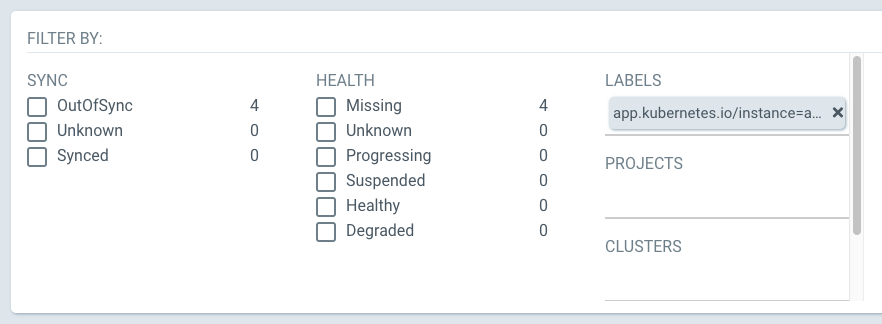 FILTER BY:
SYNC
OutOfSync 4
Unknown 0
Synced 0
HEALTH
Missing 4
Unknown 0
Progressing 0
Suspended 0
Healthy 0
Degraded 0
LABELS
app.kubernetes.io/instance=a...
PROJECTS
CLUSTERS